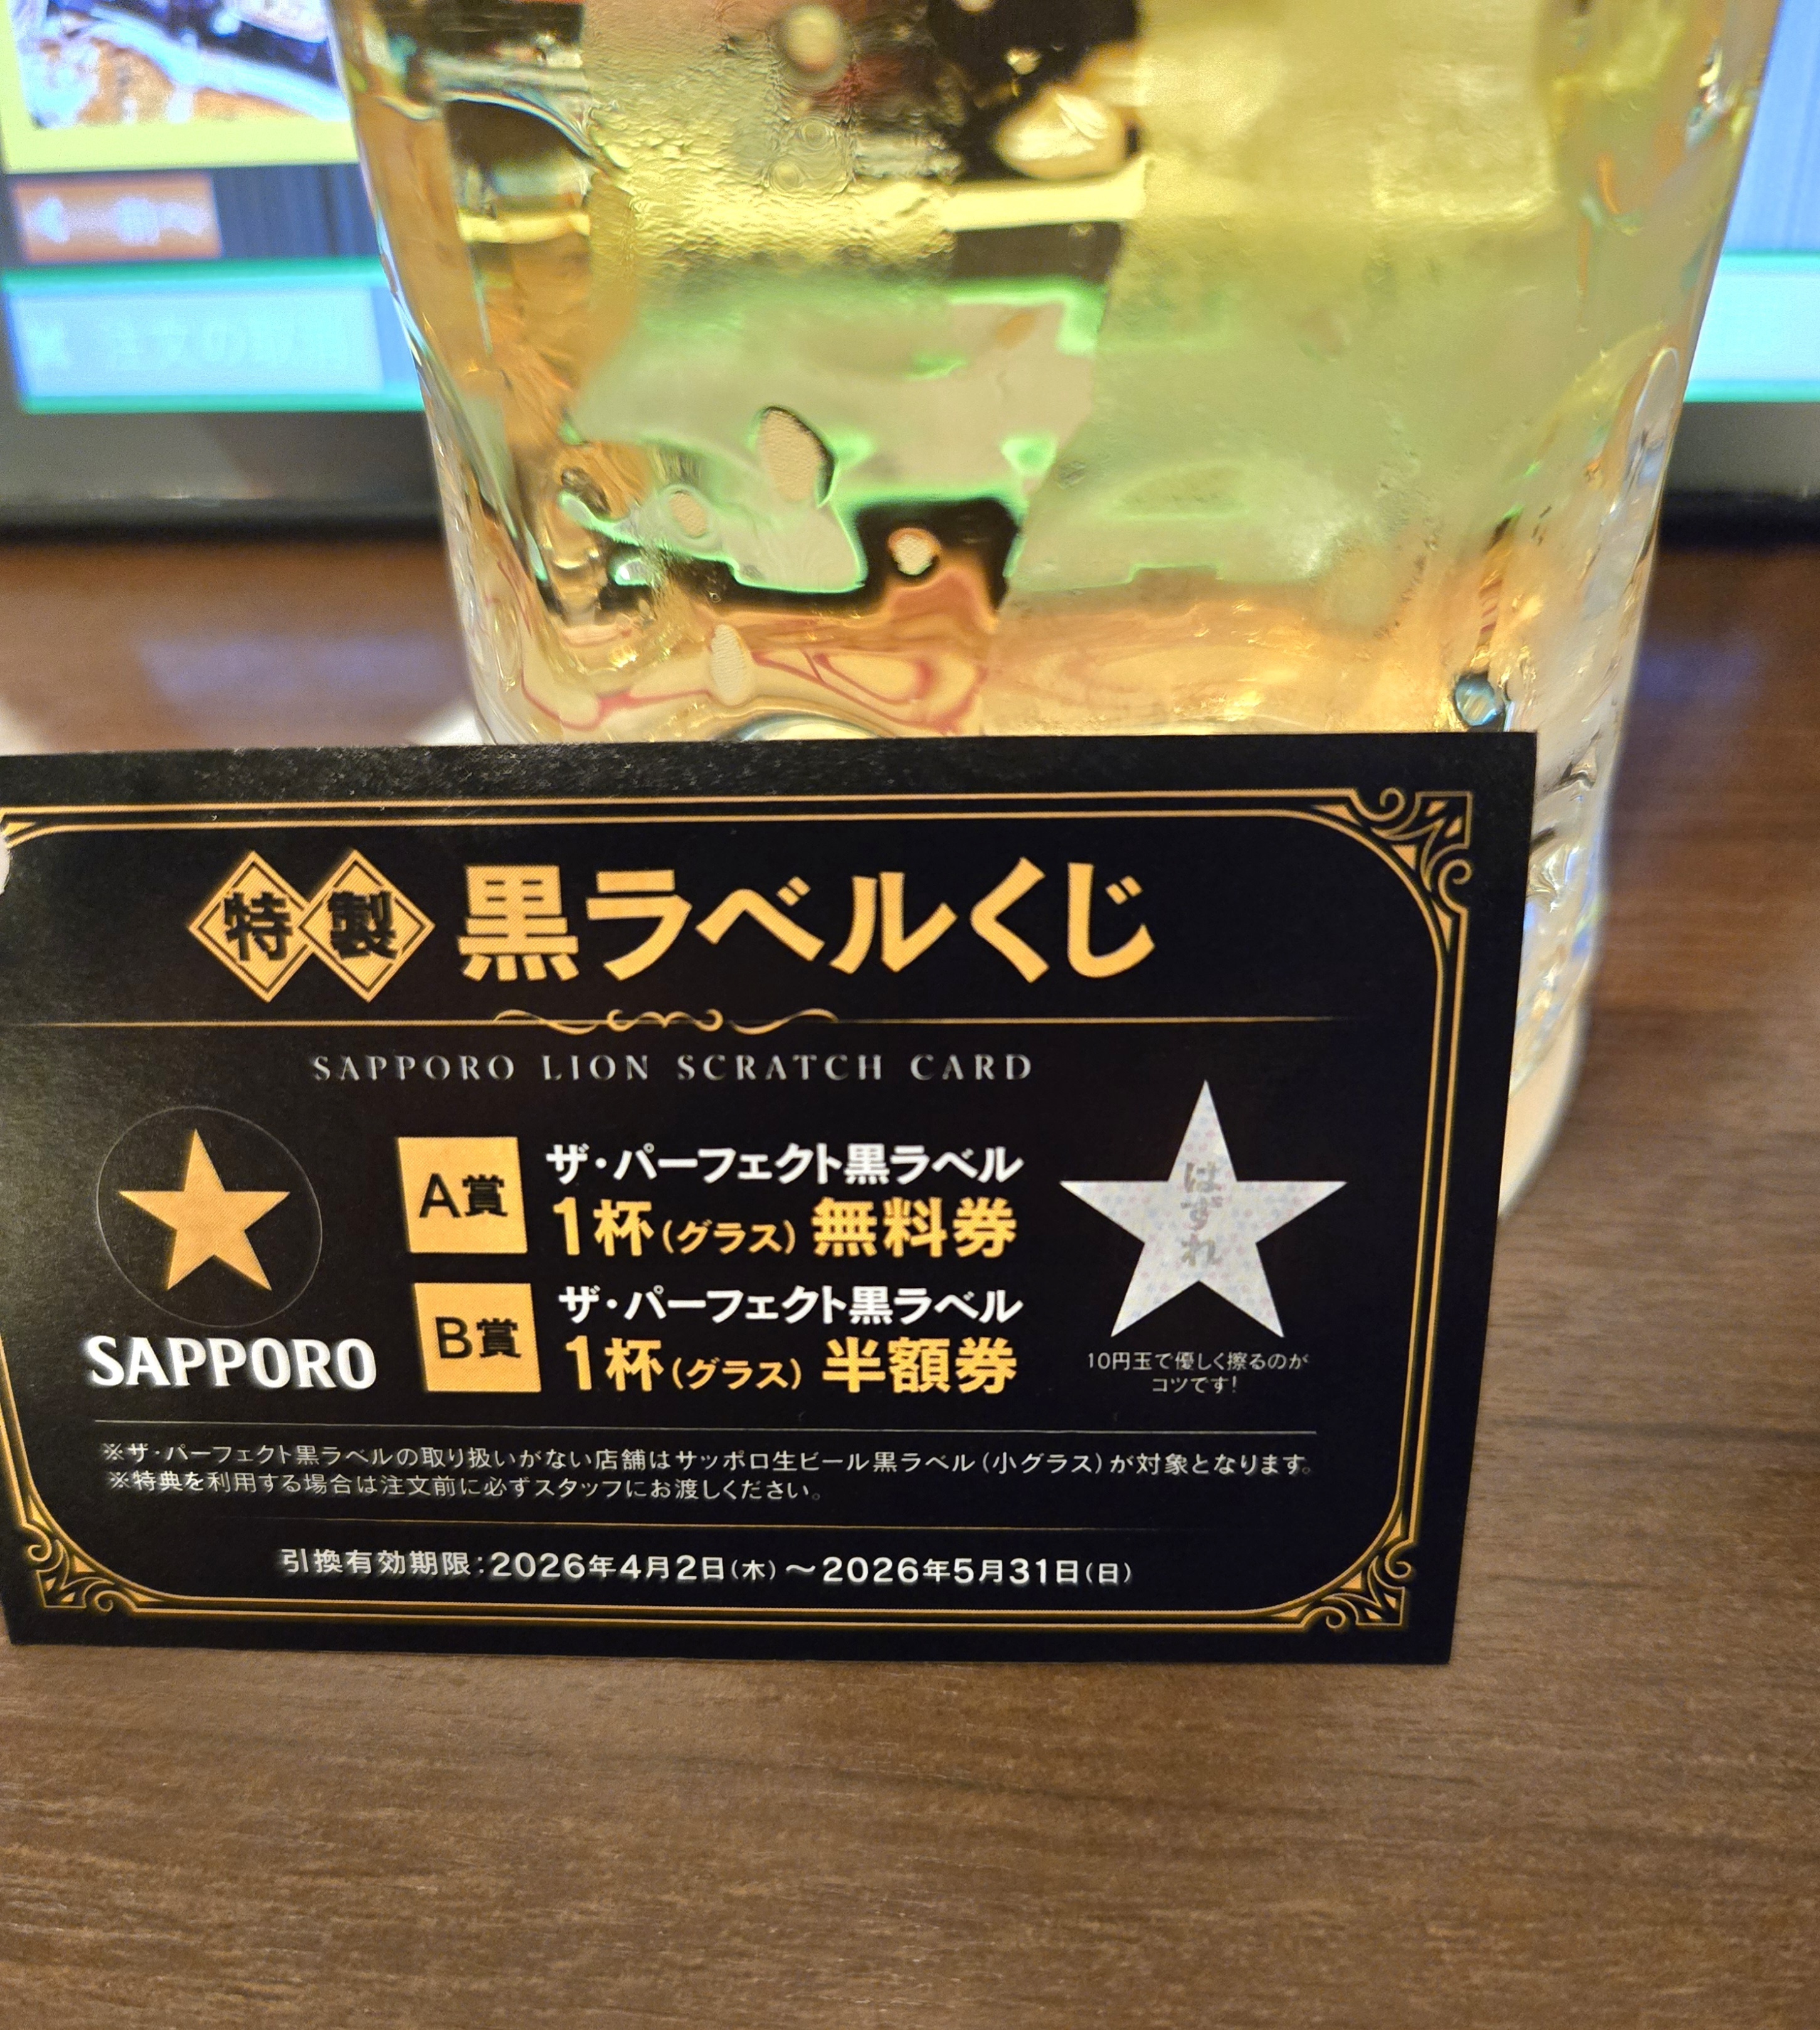 注文の取消
特製 黒ラベルくじ
SAPPORO LION SCRATCH CARD
A賞 ザ・パーフェクト黒ラベル
1杯(グラス) 無料券
B賞 ザ・パーフェクト黒ラベル
1杯(グラス) 半額券
SAPPORO
はずれ
10円玉で優しく擦るのが
コツです!
※ザ・パーフェクト黒ラベルの取り扱いがない店舗はサッポロ生ビール黒ラベル(小グラス)が対象となります。
※特典を利用する場合は注文前に必ずスタッフにお渡しください。
引換有効期限:2026年4月2日(木)~2026年5月31日(日)